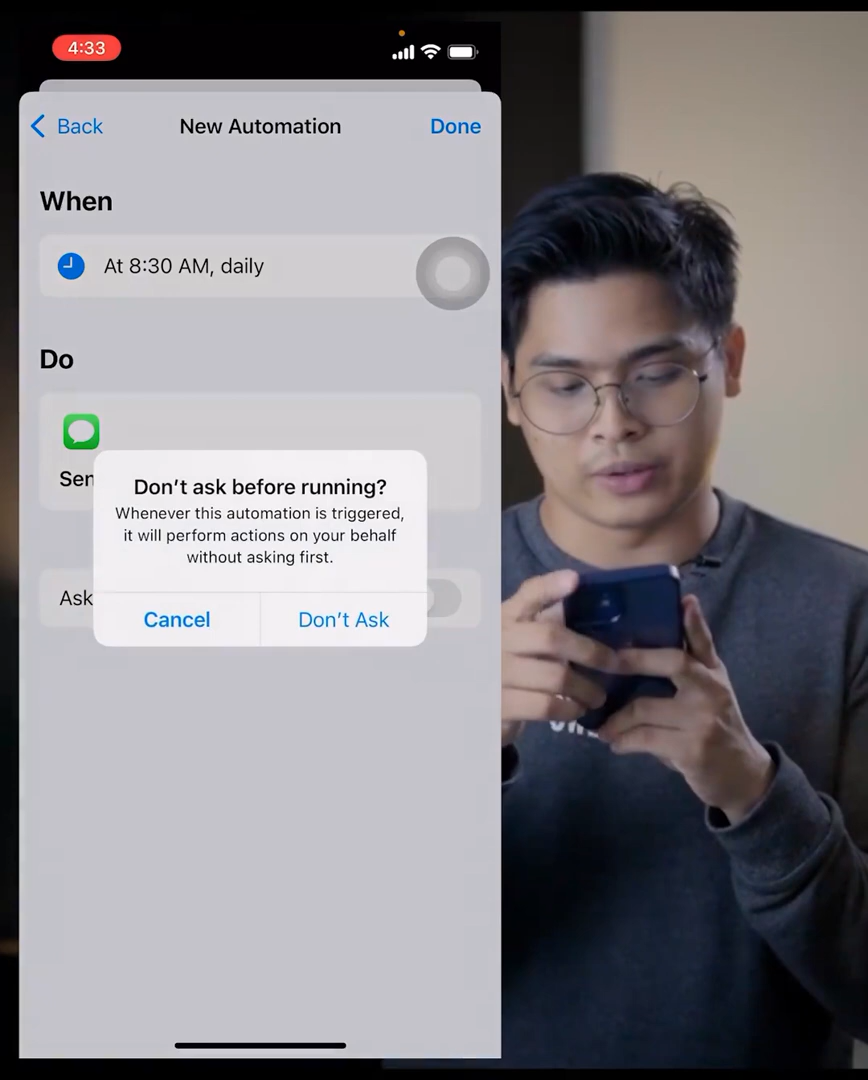 4:33
Back
New Automation
Done
When
At 8:30 AM, daily
Do
Don't ask before running?
Whenever this automation is triggered,
it will perform actions on your behalf
without asking first.
Ask
Cancel
Don't Ask